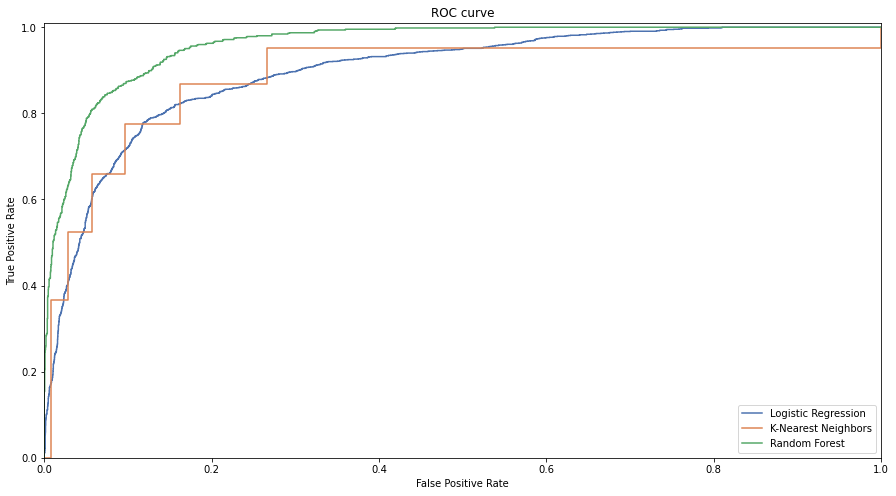 ROC curve
1.0
0.8
0.6
0.4
0.2
0.0
True Positive Rate
Logistic Regression
K-Nearest Neighbors
Random Forest
0.0 0.2 0.4 0.6 0.8 1.0
False Positive Rate